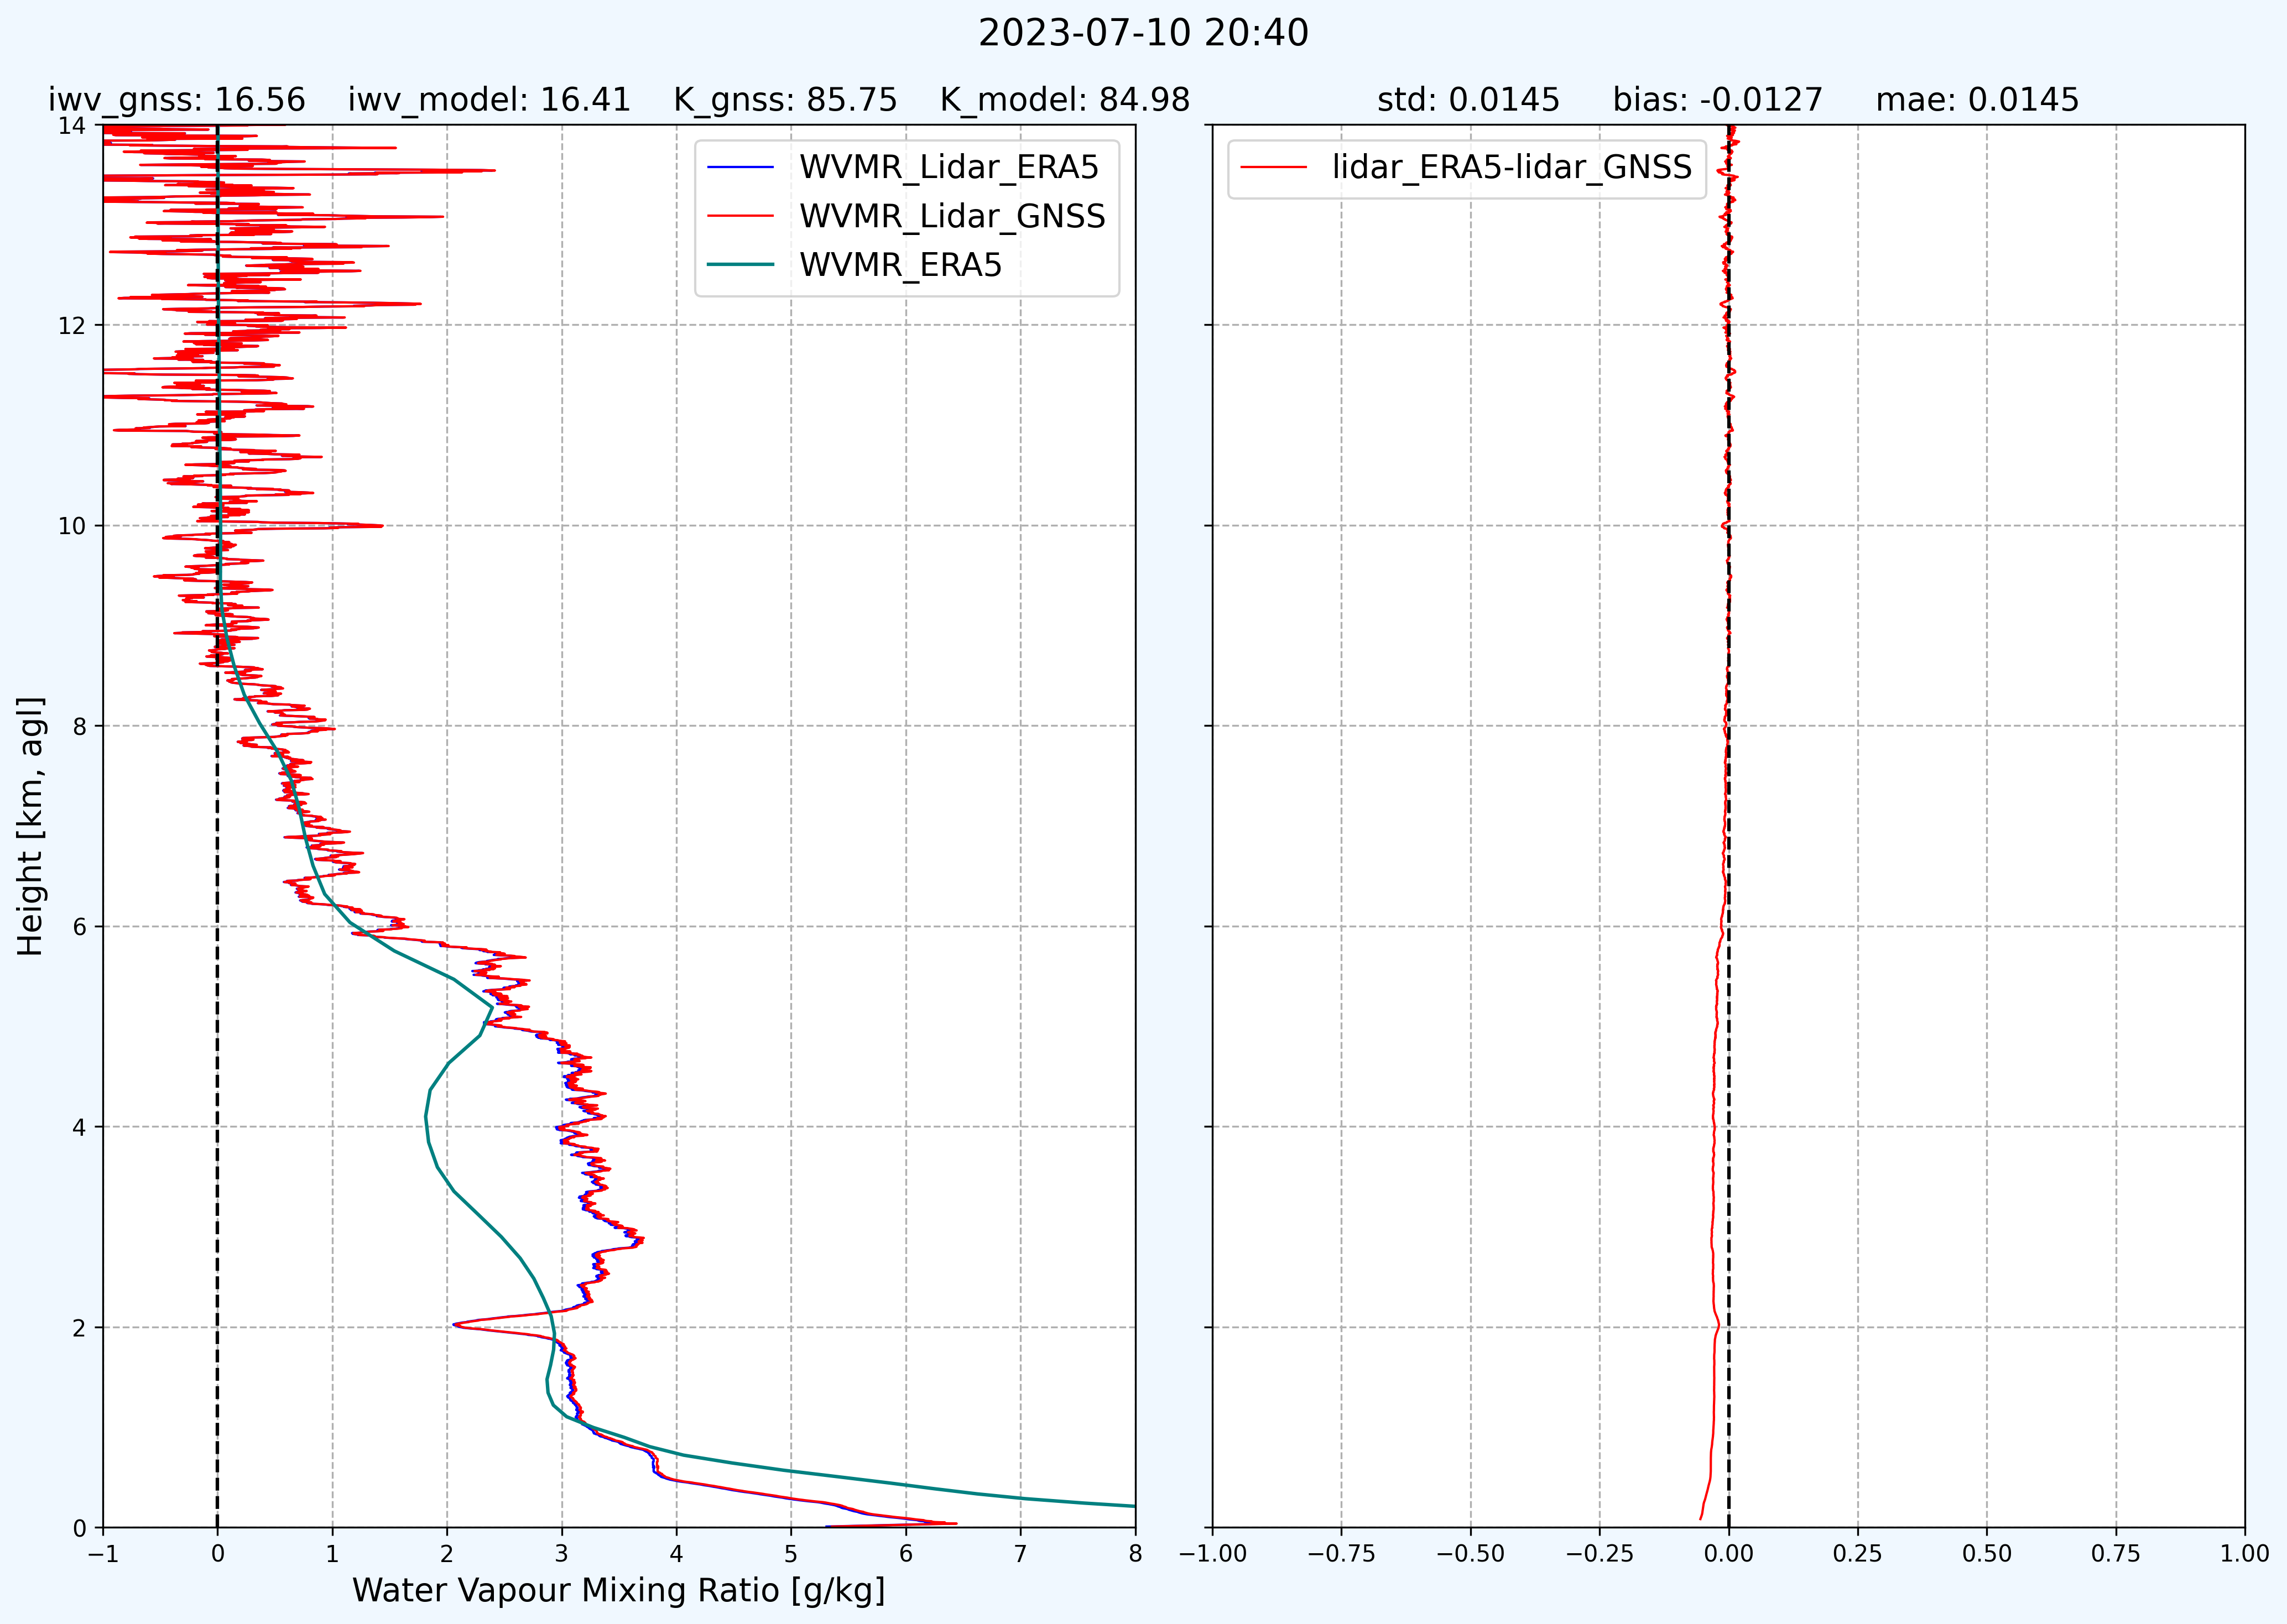 2023-07-10 20:40
iwv_gnss: 16.56 iwv_model: 16.41 K_gnss: 85.75 K_model: 84.98
std: 0.0145 bias: -0.0127 mae: 0.0145
WVMR_Lidar_ERA5
WVMR_Lidar_GNSS
WVMR_ERA5
lidar_ERA5-lidar_GNSS
Height [km, agl]
14
12
10
8
6
4
2
0
−1 0 1 2 3 4 5 6 7 8
Water Vapour Mixing Ratio [g/kg]
−1.00 −0.75 −0.50 −0.25 0.00 0.25 0.50 0.75 1.00